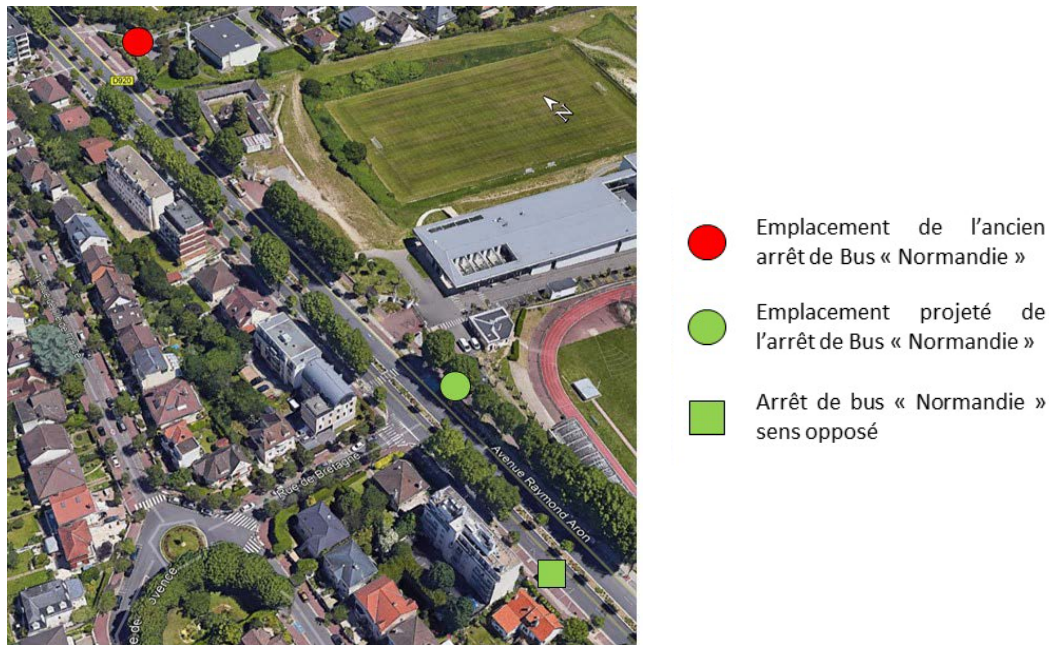 D920
N
Rue de Bretagne
Avenue Raymond Aron
Emplacement de l’ancien
arrêt de Bus « Normandie »
Emplacement projeté de
l’arrêt de Bus « Normandie »
Arrêt de bus « Normandie »
sens opposé